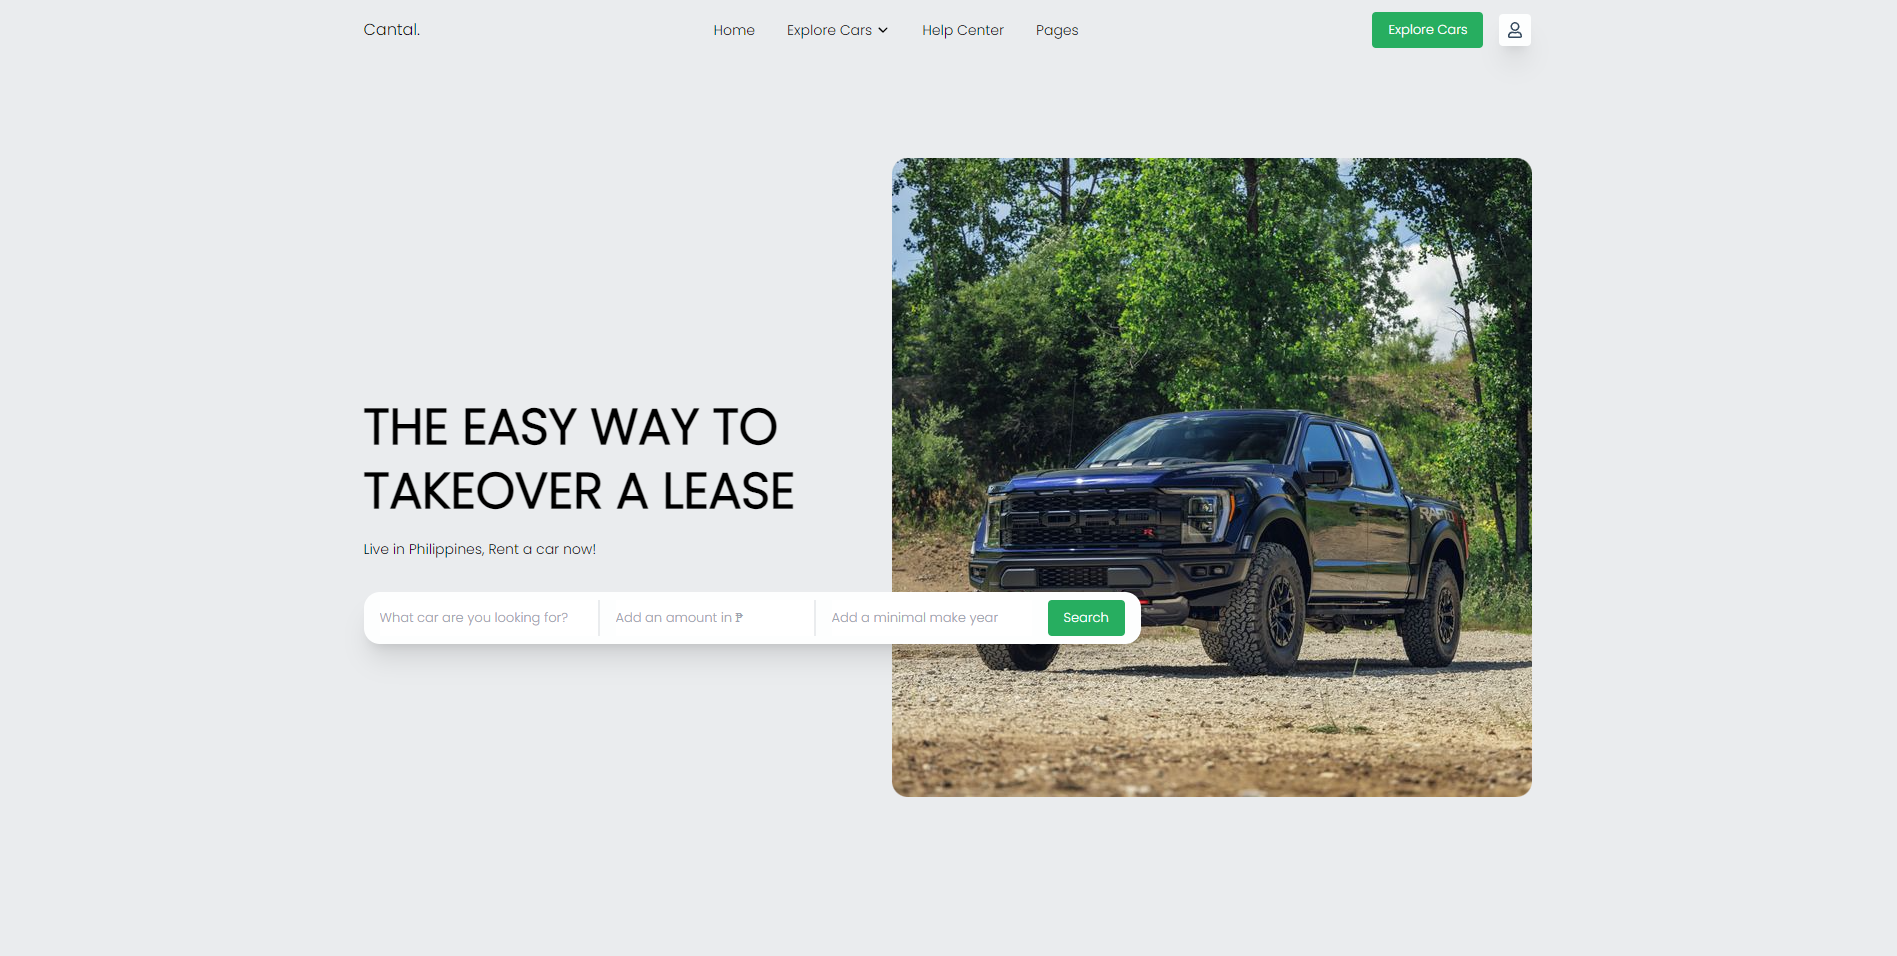 Cantal.
Home
Explore Cars
Help Center
Pages
Explore Cars
THE EASY WAY TO
TAKEOVER A LEASE
Live in Philippines, Rent a car now!
What car are you looking for?
Add an amount in ₱
Add a minimal make year
Search
FORD
R
RAPTOR